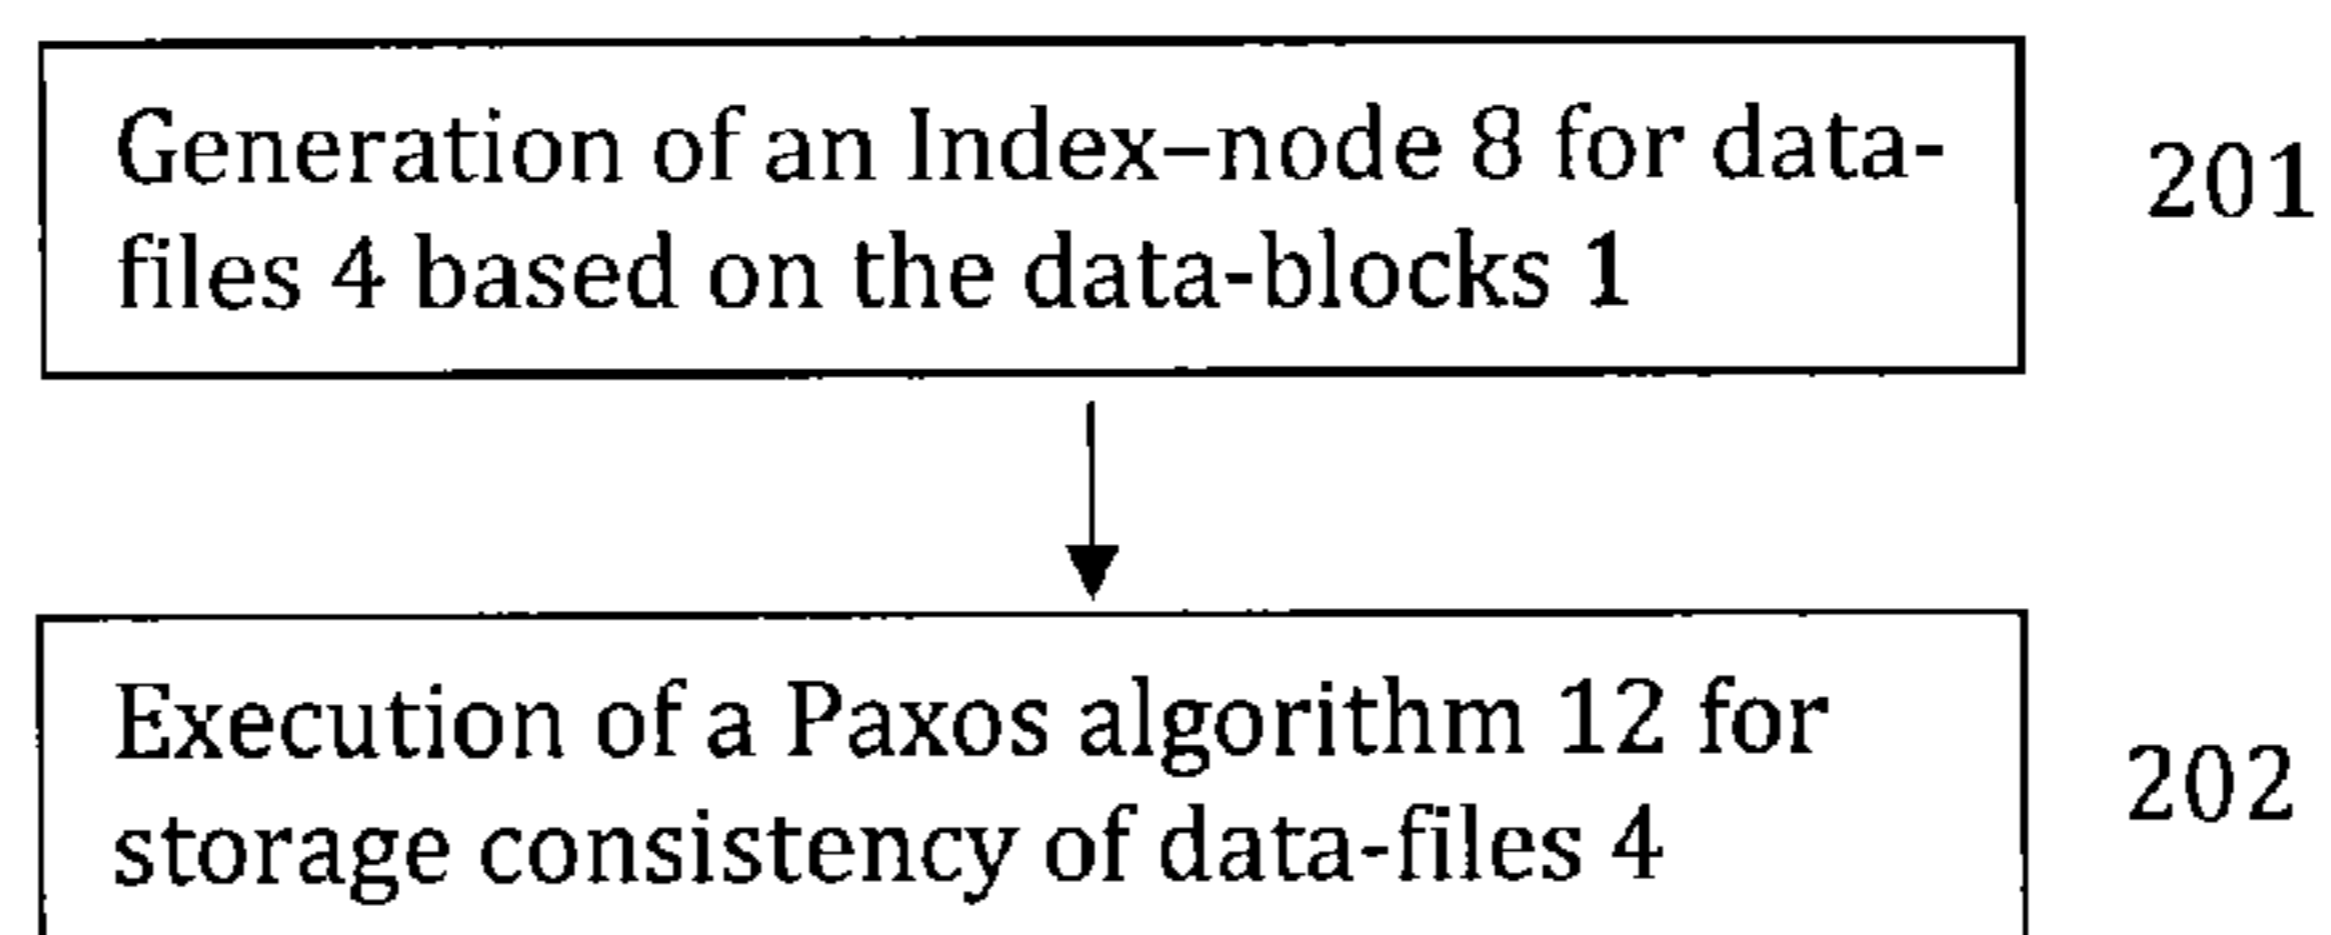 Generation of an Index–node 8 for data-
files 4 based on the data-blocks 1
201
Execution of a Paxos algorithm 12 for
storage consistency of data-files 4
202